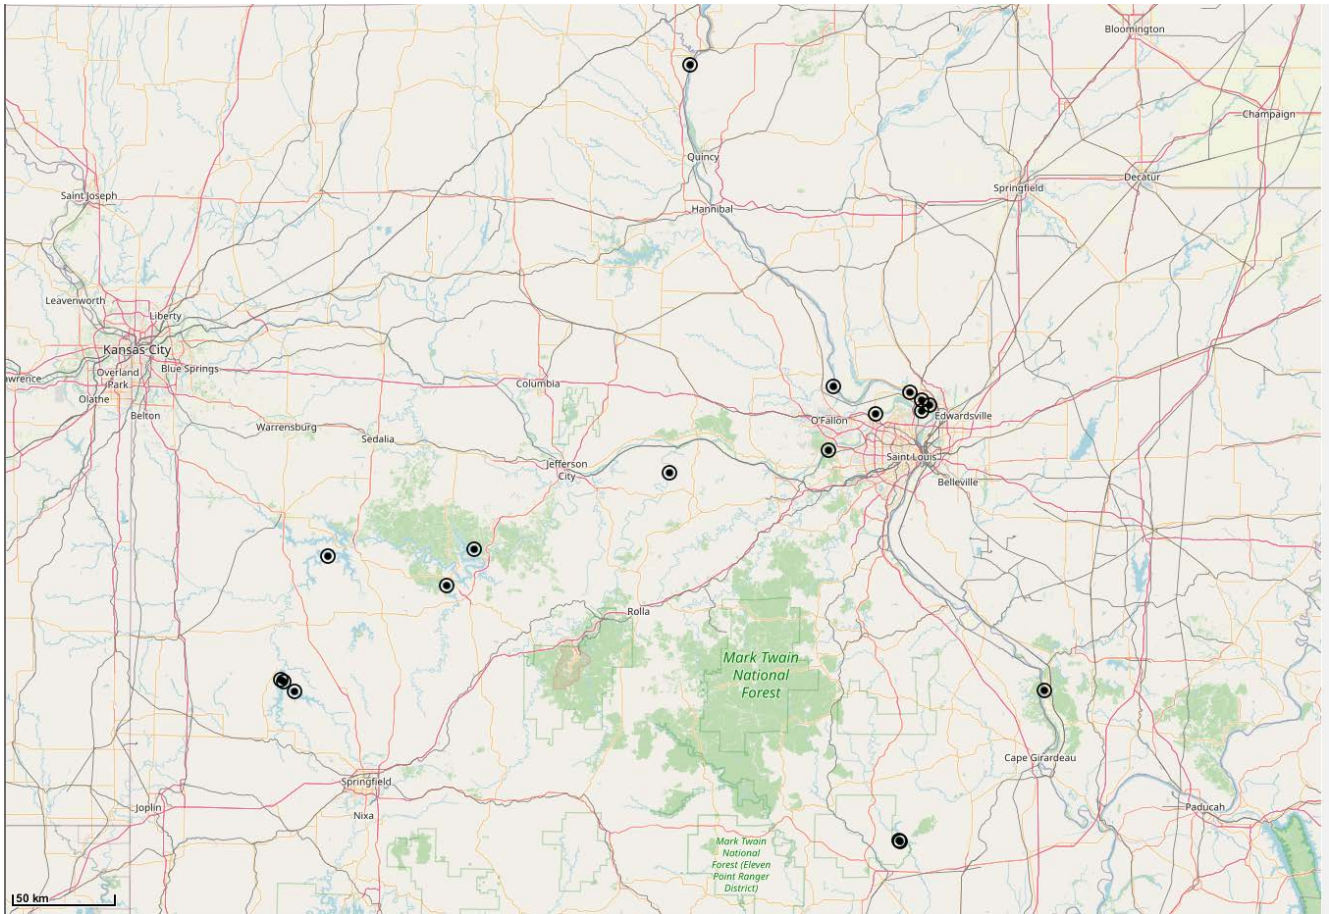 Bloomington
Champaign
Quincy
Decatur
Springfield
Saint Joseph
Hannibal
Leavenworth
Liberty
Kansas City
Blue Springs
Overland
Park
awrence
Columbia
Olathe
Belton
Edwardsville
O'Fallon
Warrensburg
Sedalia
Saint Louis
Jefferson
City
Belleville
Rolla
Mark Twain
National
Forest
Cape Girardeau
Springfield
Joplin
Paducah
Nixa
Mark Twain
National
Forest (Eleven
Point Ranger
District)
50 km